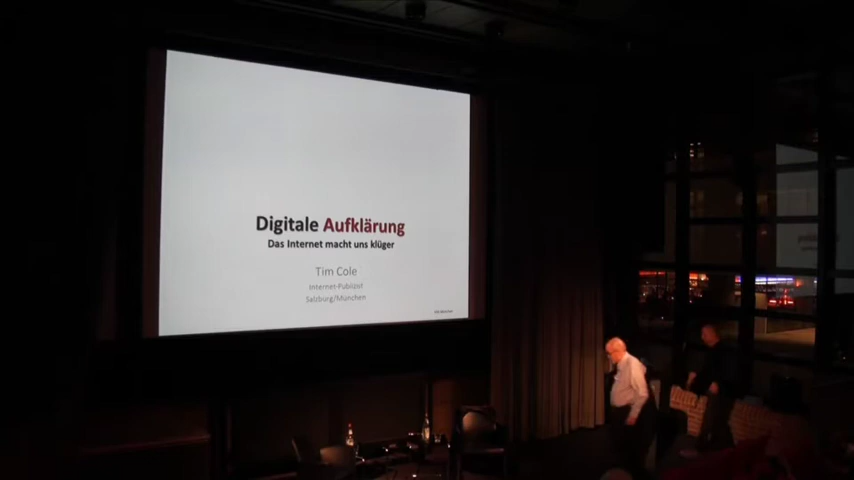 Digitale Aufklärung
Das Internet macht uns klüger
Tim Cole
Internet-Publizist
Salzburg/München